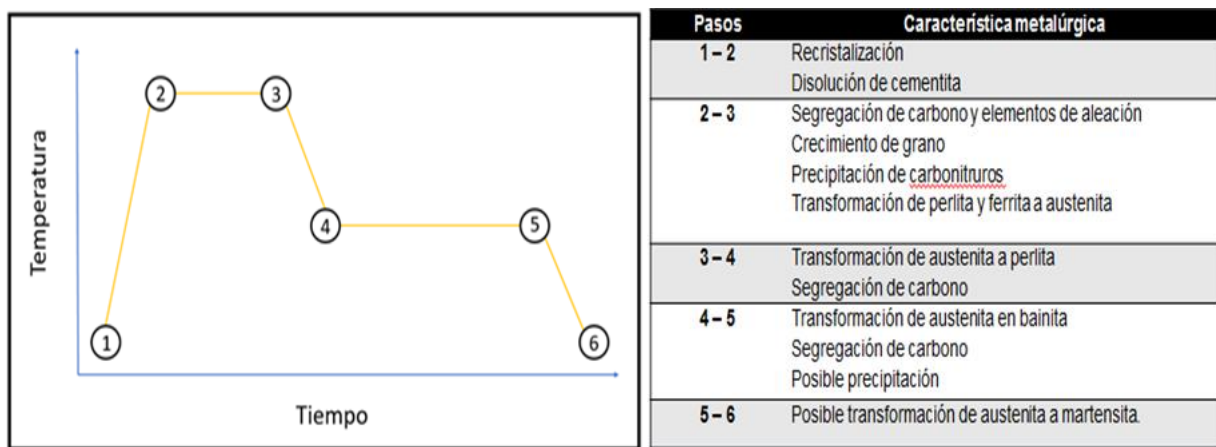 Temperatura
2
3
4
5
1
6
Tiempo
Pasos Característica metalúrgica
1 – 2 Recristalización
Disolución de cementita
2 – 3 Segregación de carbono y elementos de aleación
Crecimiento de grano
Precipitación de carbonitruros
Transformación de perlita y ferrita a austenita
3 – 4 Transformación de austenita a perlita
Segregación de carbono
4 – 5 Transformación de austenita en bainita
Segregación de carbono
Posible precipitación
5 – 6 Posible transformación de austenita a martensita.